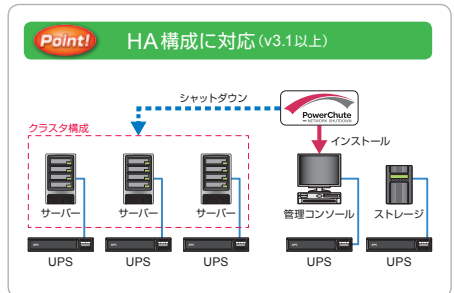 Point!
HA構成に対応(v3.1以上)
シャットダウン
PowerChute
NETWORK SHUTDOWN
インストール
クラスタ構成
サーバー サーバー サーバー 管理コンソール ストレージ
UPS UPS UPS UPS UPS